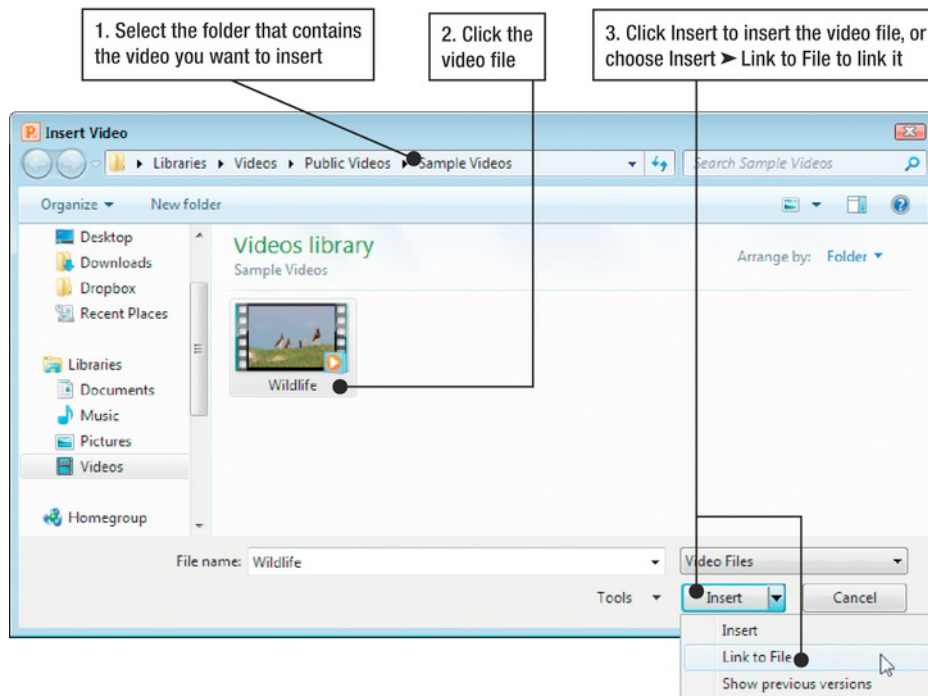 1. Select the folder that contains
the video you want to insert
2. Click the
video file
3. Click Insert to insert the video file, or
choose Insert ➤ Link to File to link it
Insert Video
Libraries ▸ Videos ▸ Public Videos ▸ Sample Videos
Search Sample Videos
Organize
New folder
Desktop
Downloads
Dropbox
Recent Places
Libraries
Documents
Music
Pictures
Videos
Homegroup
Videos library
Sample Videos
Arrange by: Folder
Wildlife
File name: Wildlife
Video Files
Tools
Insert
Cancel
Insert
Link to File
Show previous versions